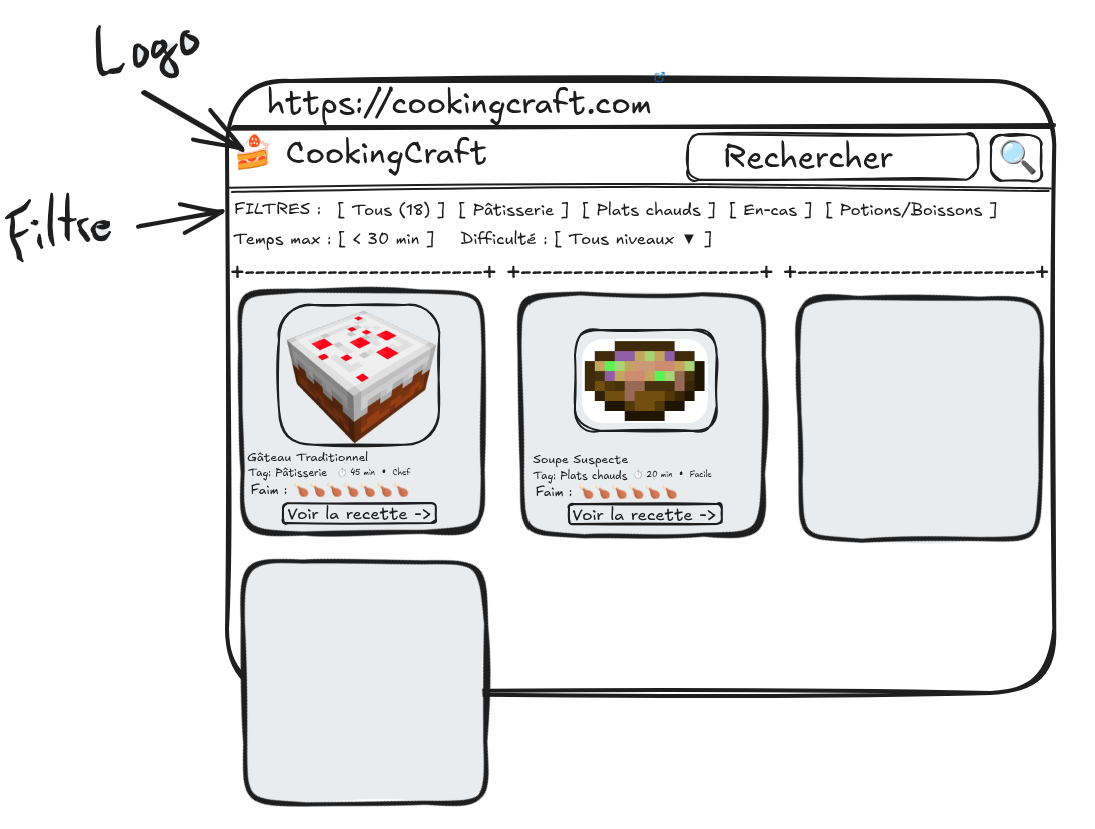 Logo
https://cookingcraft.com
CookingCraft
Rechercher
Filtre
FILTRES : [ Tous (18) ] [ Pâtisserie ] [ Plats chauds ] [ En-cas ] [ Potions/Boissons ]
Temps max : [ < 30 min ] Difficulté : [ Tous niveaux ▼ ]
+------------------------+ +------------------------+ +------------------------+
Gâteau Traditionnel
Tag: Pâtisserie ⏱ 45 min • Chef
Faim : 🍗🍗🍗🍗🍗🍗🍗
Voir la recette ->
Soupe Suspecte
Tag: Plats chauds ⏱ 20 min • Facile
Faim : 🍗🍗🍗🍗🍗🍗
Voir la recette ->